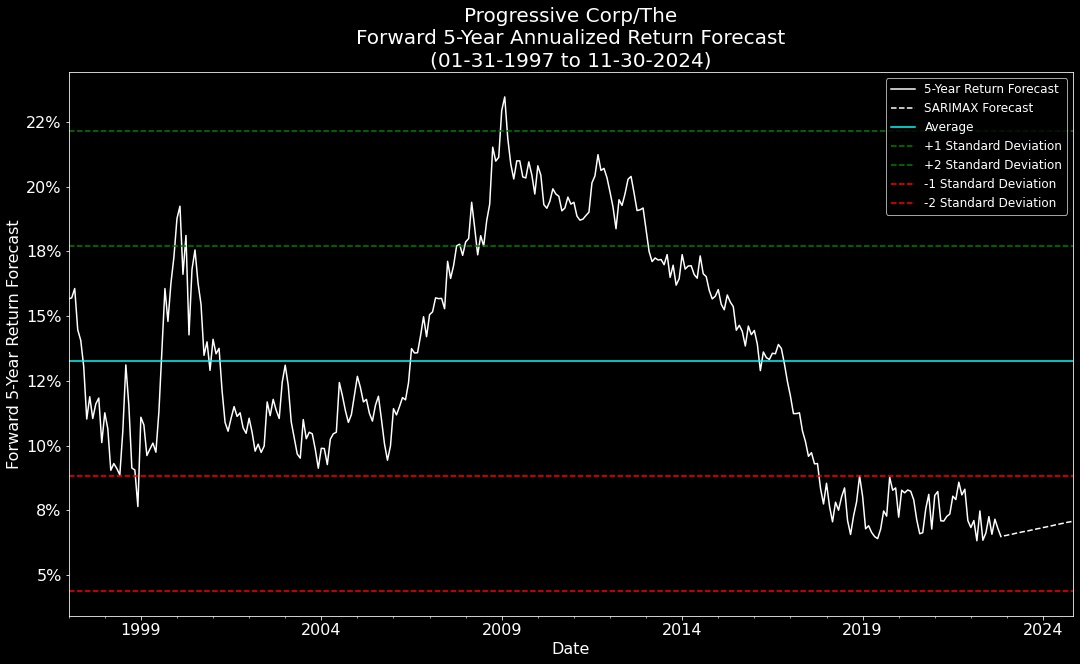 Progressive Corp/The
Forward 5-Year Annualized Return Forecast
(01-31-1997 to 11-30-2024)
5-Year Return Forecast
SARIMAX Forecast
Average
+1 Standard Deviation
+2 Standard Deviation
-1 Standard Deviation
-2 Standard Deviation
Forward 5-Year Return Forecast
22%
20%
18%
15%
12%
10%
8%
5%
1999
2004
2009
2014
2019
2024
Date